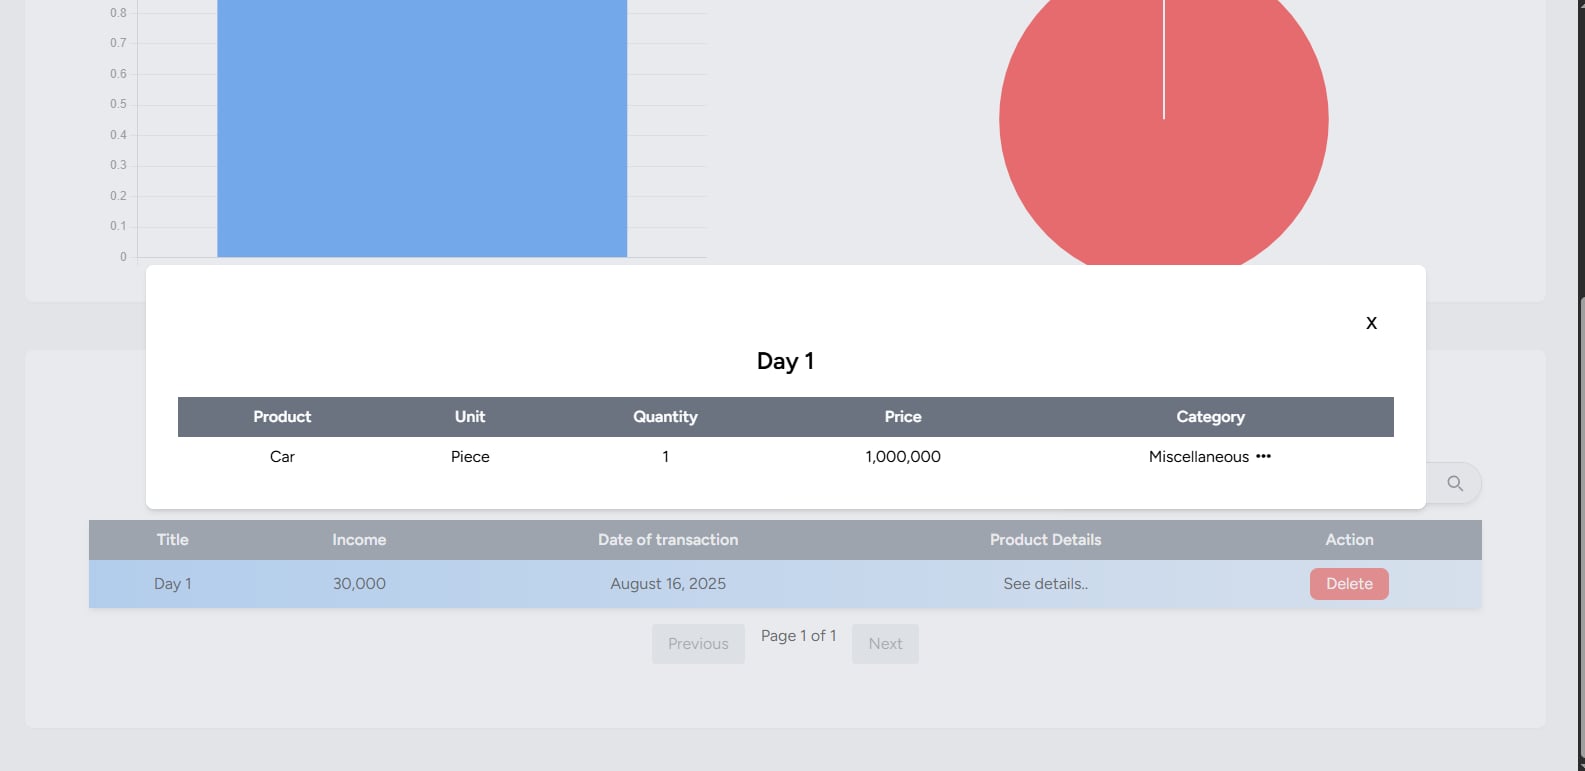 0.8
0.7
0.6
0.5
0.4
0.3
0.2
0.1
0
X
Day 1
Product Unit Quantity Price Category
Car Piece 1 1,000,000 Miscellaneous •••
Title Income Date of transaction Product Details Action
Day 1 30,000 August 16, 2025 See details.. Delete
Previous Page 1 of 1 Next